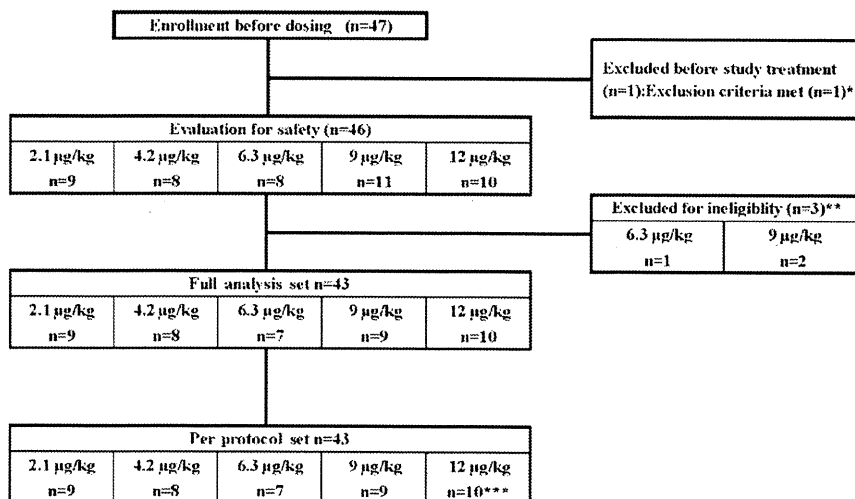 Enrollment before dosing (n=47)
Excluded before study treatment
(n=1):Exclusion criteria met (n=1)*
Evaluation for safety (n=46)
2.1 µg/kg 4.2 µg/kg 6.3 µg/kg 9 µg/kg 12 µg/kg
n=9 n=8 n=8 n=11 n=10
Excluded for ineligiblity (n=3)**
6.3 µg/kg 9 µg/kg
n=1 n=2
Full analysis set n=43
2.1 µg/kg 4.2 µg/kg 6.3 µg/kg 9 µg/kg 12 µg/kg
n=9 n=8 n=7 n=9 n=10
Per protocol set n=43
2.1 µg/kg 4.2 µg/kg 6.3 µg/kg 9 µg/kg 12 µg/kg
n=9 n=8 n=7 n=9 n=10***